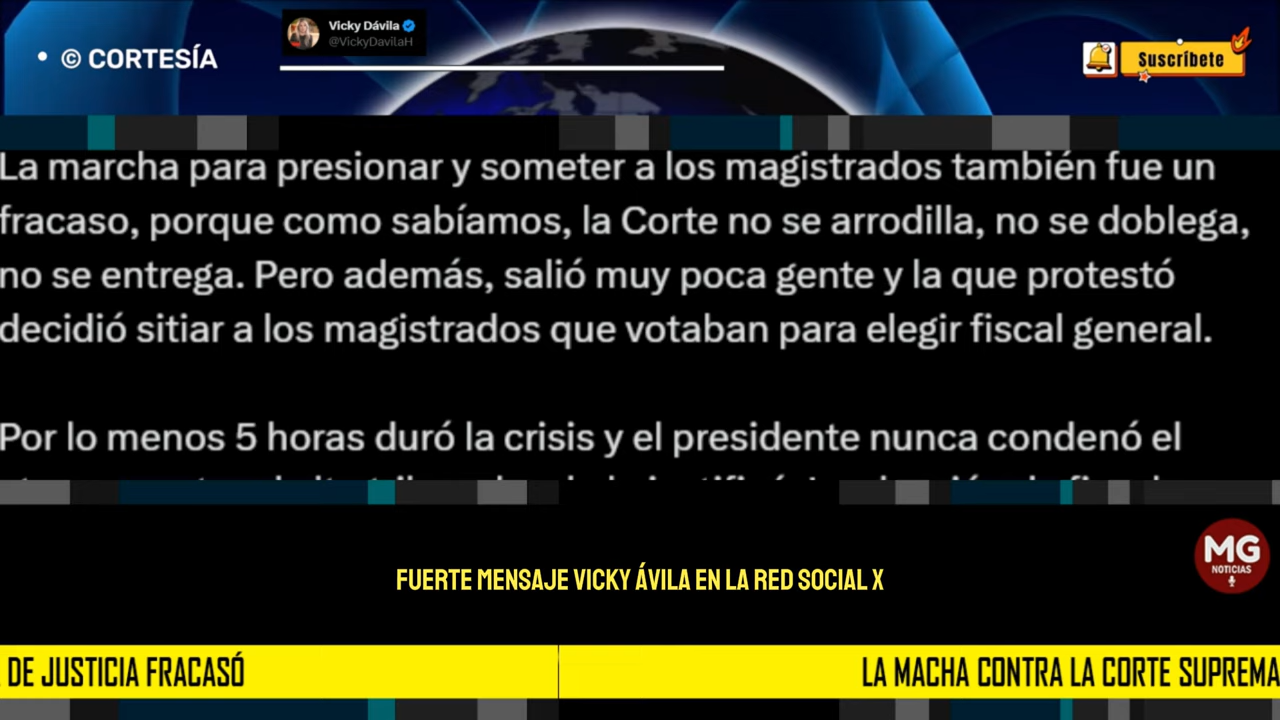 • © CORTESÍA
Vicky Dávila
@VickyDavilaH
Suscríbete
La marcha para presionar y someter a los magistrados también fue un
fracaso, porque como sabíamos, la Corte no se arrodilla, no se doblega,
no se entrega. Pero además, salió muy poca gente y la que protestó
decidió sitiar a los magistrados que votaban para elegir fiscal general.
Por lo menos 5 horas duró la crisis y el presidente nunca condenó el
MG
NOTICIAS
FUERTE MENSAJE VICKY ÁVILA EN LA RED SOCIAL X
DE JUSTICIA FRACASÓ
LA MACHA CONTRA LA CORTE SUPREMA